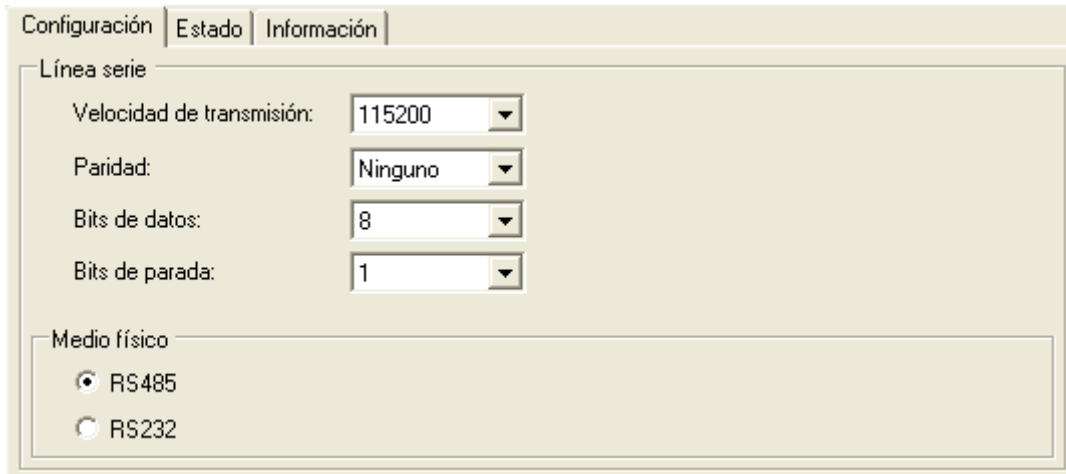 Configuración Estado Información
Línea serie
Velocidad de transmisión: 115200
Paridad: Ninguno
Bits de datos: 8
Bits de parada: 1
Medio físico
RS485
RS232